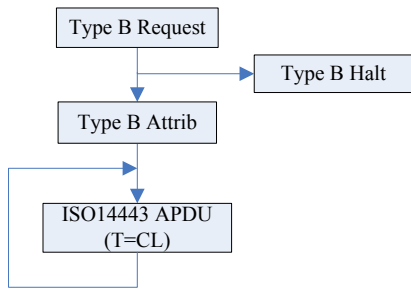 Type B Request
Type B Halt
Type B Attrib
ISO14443 APDU
(T=CL)